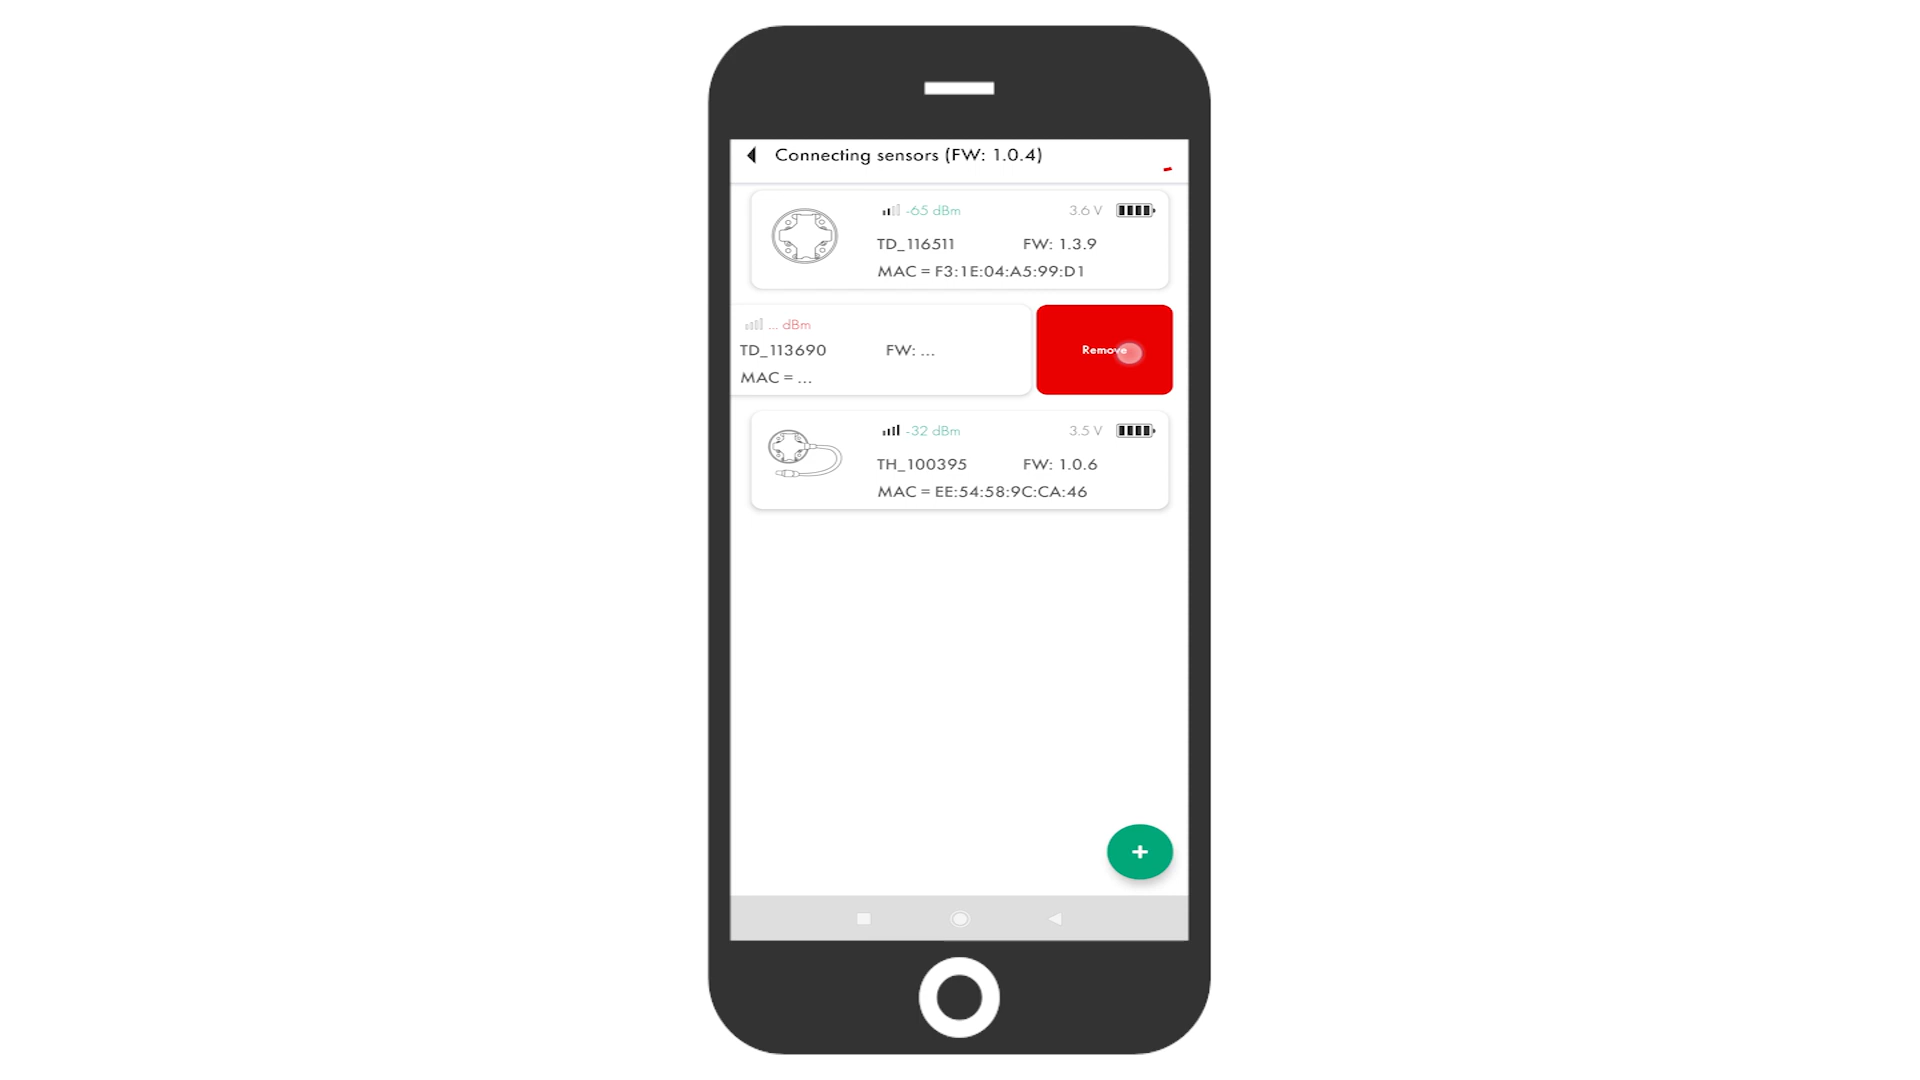 Connecting sensors (FW: 1.0.4)
-65 dBm 3.6 V
TD_116511 FW: 1.3.9
MAC = F3:1E:04:A5:99:D1
... dBm
TD_113690 FW: ...
Remove
MAC = ...
-32 dBm 3.5 V
TH_100395 FW: 1.0.6
MAC = EE:54:58:9C:CA:46
+